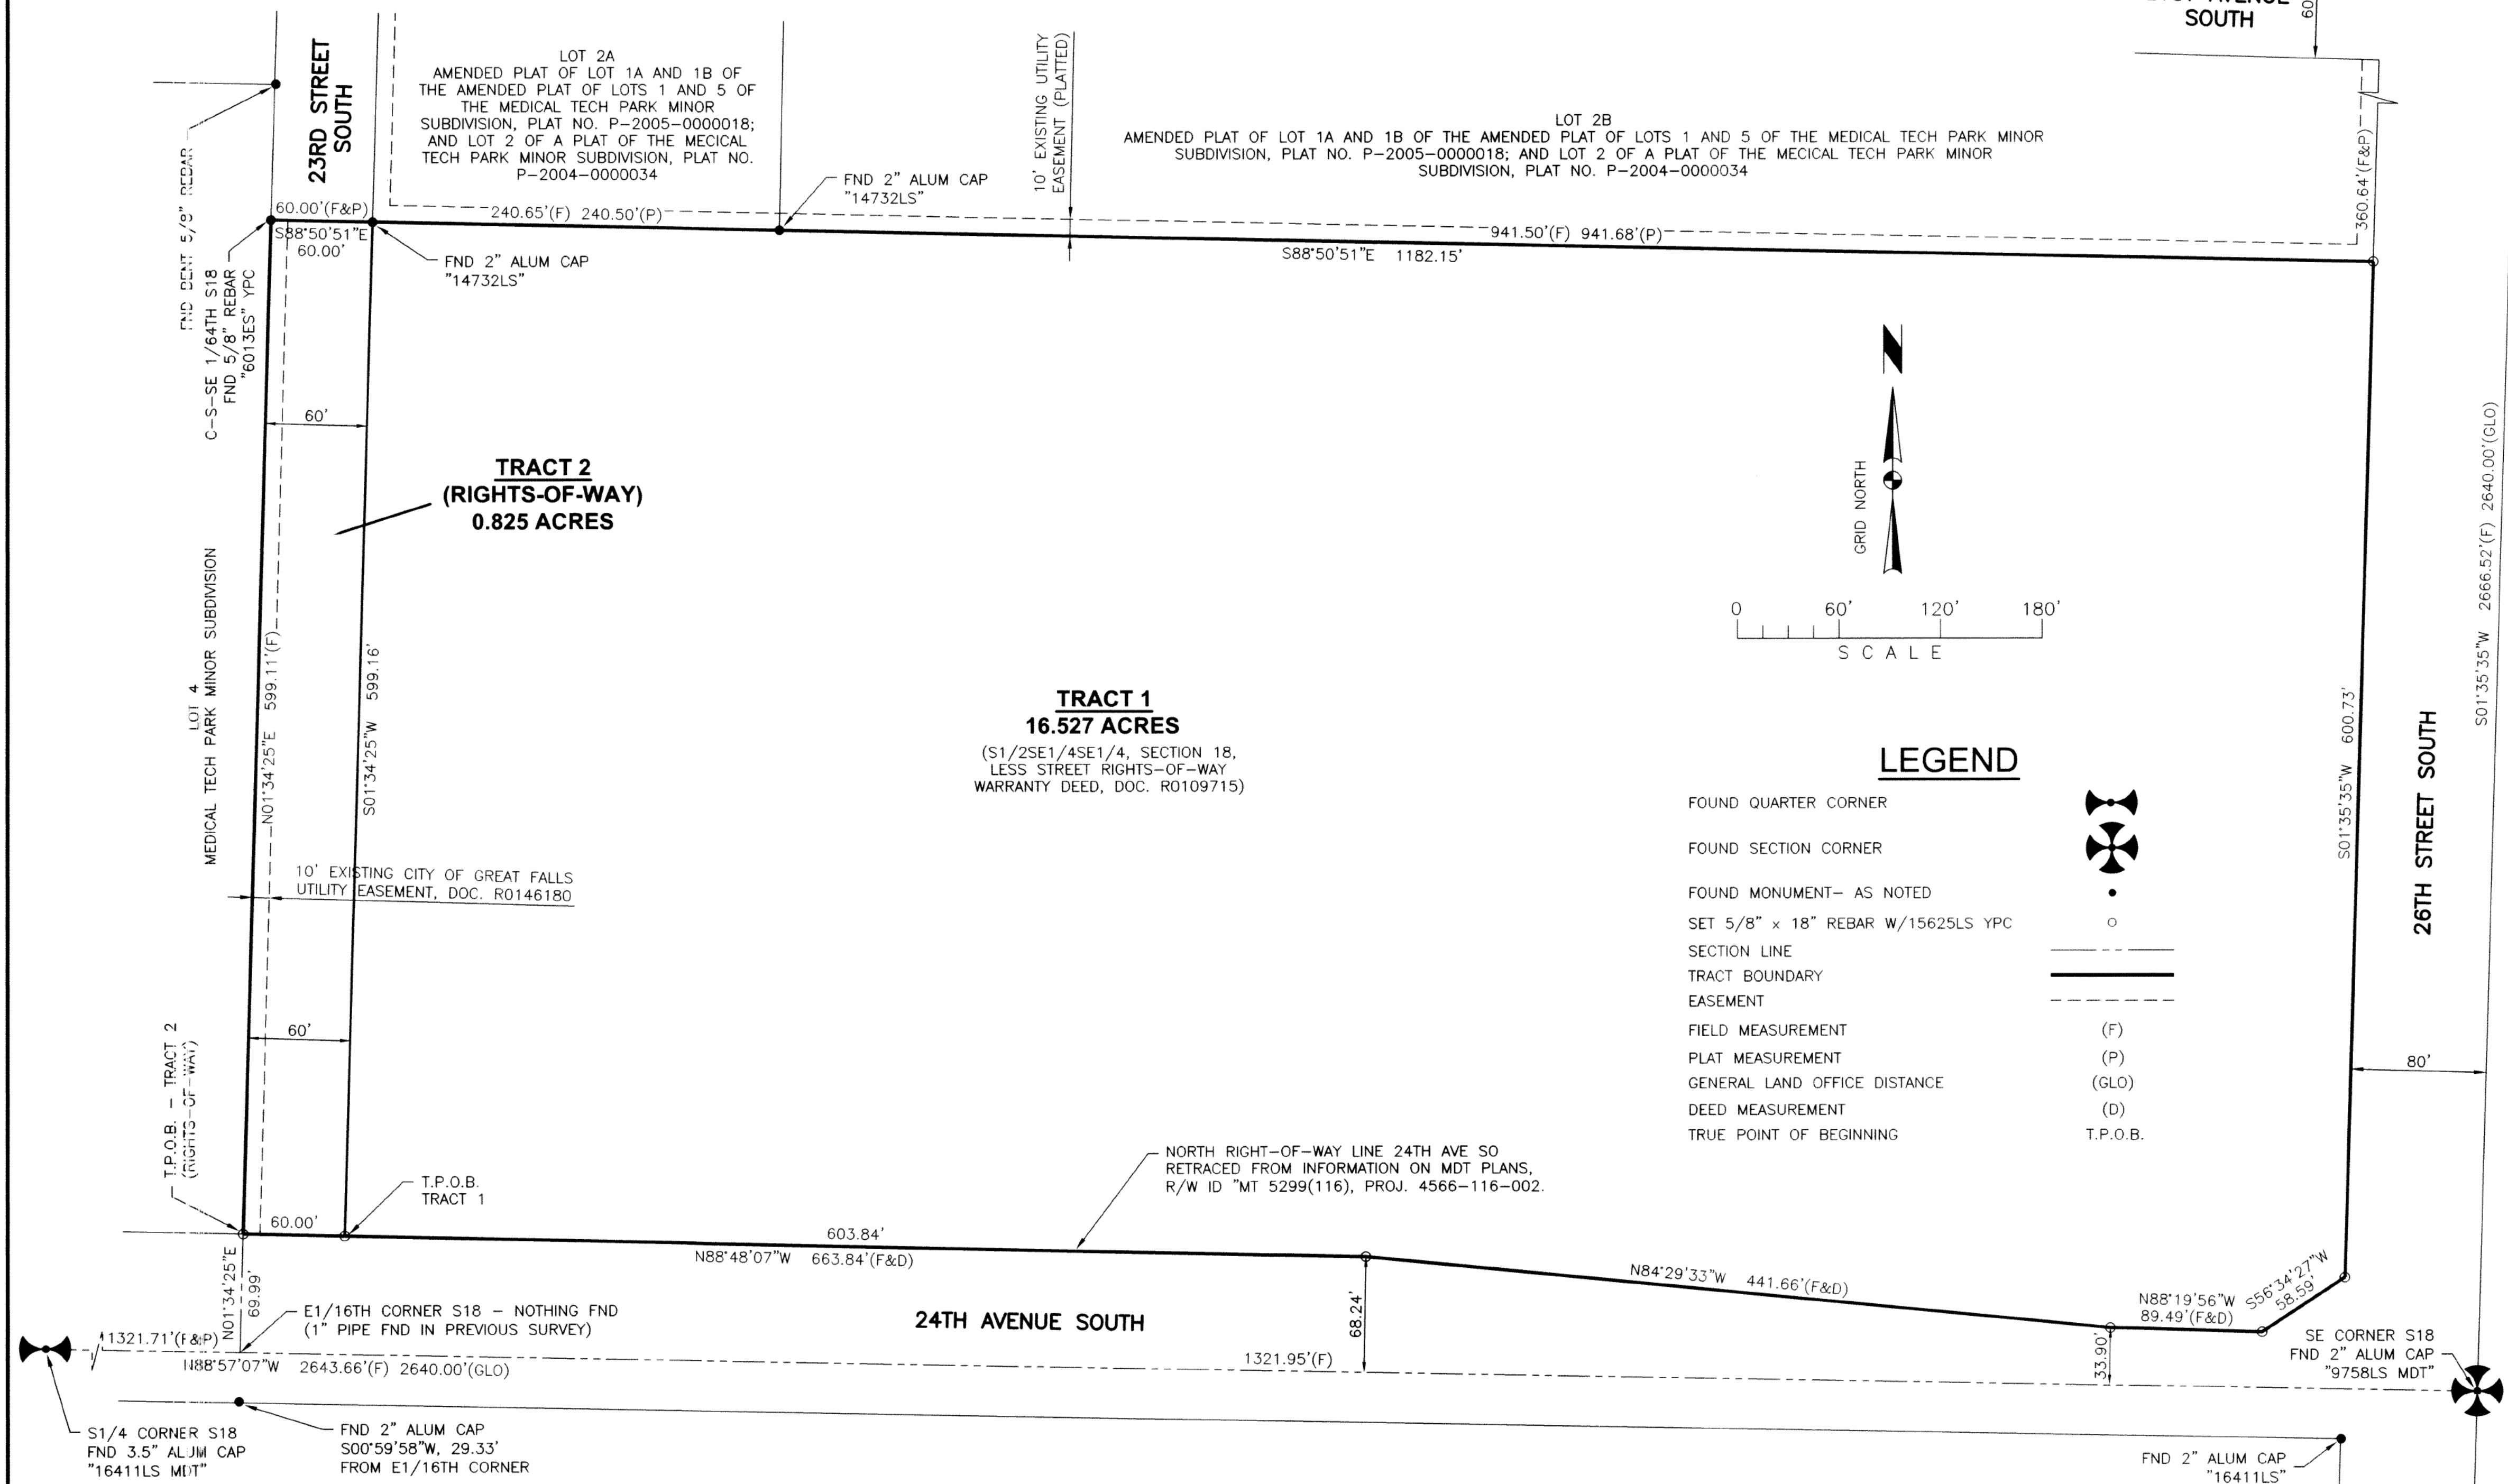 SOUTH
60
23RD STREET
SOUTH
LOT 2A
AMENDED PLAT OF LOT 1A AND 1B OF
THE AMENDED PLAT OF LOTS 1 AND 5 OF
THE MEDICAL TECH PARK MINOR
SUBDIVISION, PLAT NO. P-2005-0000018;
AND LOT 2 OF A PLAT OF THE MECICAL
TECH PARK MINOR SUBDIVISION, PLAT NO.
P-2004-0000034
10' EXISTING UTILITY
EASEMENT (PLATTED)
LOT 2B
AMENDED PLAT OF LOT 1A AND 1B OF THE AMENDED PLAT OF LOTS 1 AND 5 OF THE MEDICAL TECH PARK MINOR
SUBDIVISION, PLAT NO. P-2005-0000018; AND LOT 2 OF A PLAT OF THE MECICAL TECH PARK MINOR
SUBDIVISION, PLAT NO. P-2004-0000034
360.64'(F&P)
FND BENT 5/8" REBAR
FND 2" ALUM CAP
"14732LS"
60.00'(F&P)
240.65'(F) 240.50'(P)
941.50'(F) 941.68'(P)
S88°50'51"E
60.00'
S88°50'51"E 1182.15'
FND 2" ALUM CAP
"14732LS"
C-S-SE 1/64TH S18
FND 5/8" REBAR
"6013ES" YPC
60'
N
GRID NORTH
0 60' 120' 180'
SCALE
TRACT 2
(RIGHTS-OF-WAY)
0.825 ACRES
LOT 4
MEDICAL TECH PARK MINOR SUBDIVISION
N01°34'25"E 599.11'(F)
S01°34'25"W 599.16'
TRACT 1
16.527 ACRES
(S1/2SE1/4SE1/4, SECTION 18,
LESS STREET RIGHTS-OF-WAY
WARRANTY DEED, DOC. R0109715)
S01°35'35"W 600.73'
26TH STREET SOUTH
S01°35'35"W 2666.52'(F) 2640.00'(GLO)
LEGEND
FOUND QUARTER CORNER
FOUND SECTION CORNER
FOUND MONUMENT- AS NOTED
SET 5/8" x 18" REBAR W/15625LS YPC
SECTION LINE
TRACT BOUNDARY
EASEMENT
FIELD MEASUREMENT (F)
PLAT MEASUREMENT (P)
GENERAL LAND OFFICE DISTANCE (GLO)
DEED MEASUREMENT (D)
TRUE POINT OF BEGINNING T.P.O.B.
10' EXISTING CITY OF GREAT FALLS
UTILITY EASEMENT, DOC. R0146180
60'
80'
T.P.O.B. - TRACT 2
(RIGHTS-OF-WAY)
T.P.O.B.
TRACT 1
NORTH RIGHT-OF-WAY LINE 24TH AVE SO
RETRACED FROM INFORMATION ON MDT PLANS,
R/W ID "MT 5299(116), PROJ. 4566-116-002.
60.00'
603.84'
N88°48'07"W 663.84'(F&D)
N84°29'33"W 441.66'(F&D)
N88°19'56"W
89.49'(F&D)
S56°34'27"W
58.59'
N01°34'25"E
69.99'
E1/16TH CORNER S18 - NOTHING FND
(1" PIPE FND IN PREVIOUS SURVEY)
24TH AVENUE SOUTH
68.24'
33.90'
1321.71'(F&P)
1321.95'(F)
N88°57'07"W 2643.66'(F) 2640.00'(GLO)
SE CORNER S18
FND 2" ALUM CAP
"9758LS MDT"
S1/4 CORNER S18
FND 3.5" ALUM CAP
"16411LS MDT"
FND 2" ALUM CAP
S00°59'58"W, 29.33'
FROM E1/16TH CORNER
FND 2" ALUM CAP
"16411LS"